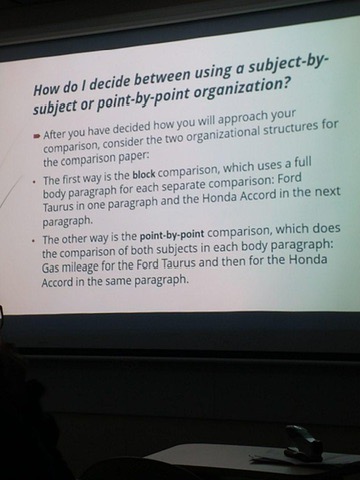 How do I decide between using a subject-by-
subject or point-by-point organization?
After you have decided how you will approach your
comparison, consider the two organizational structures for
the comparison paper:
• The first way is the block comparison, which uses a full
body paragraph for each separate comparison: Ford
Taurus in one paragraph and the Honda Accord in the next
paragraph.
• The other way is the point-by-point comparison, which does
the comparison of both subjects in each body paragraph:
Gas mileage for the Ford Taurus and then for the Honda
Accord in the same paragraph.